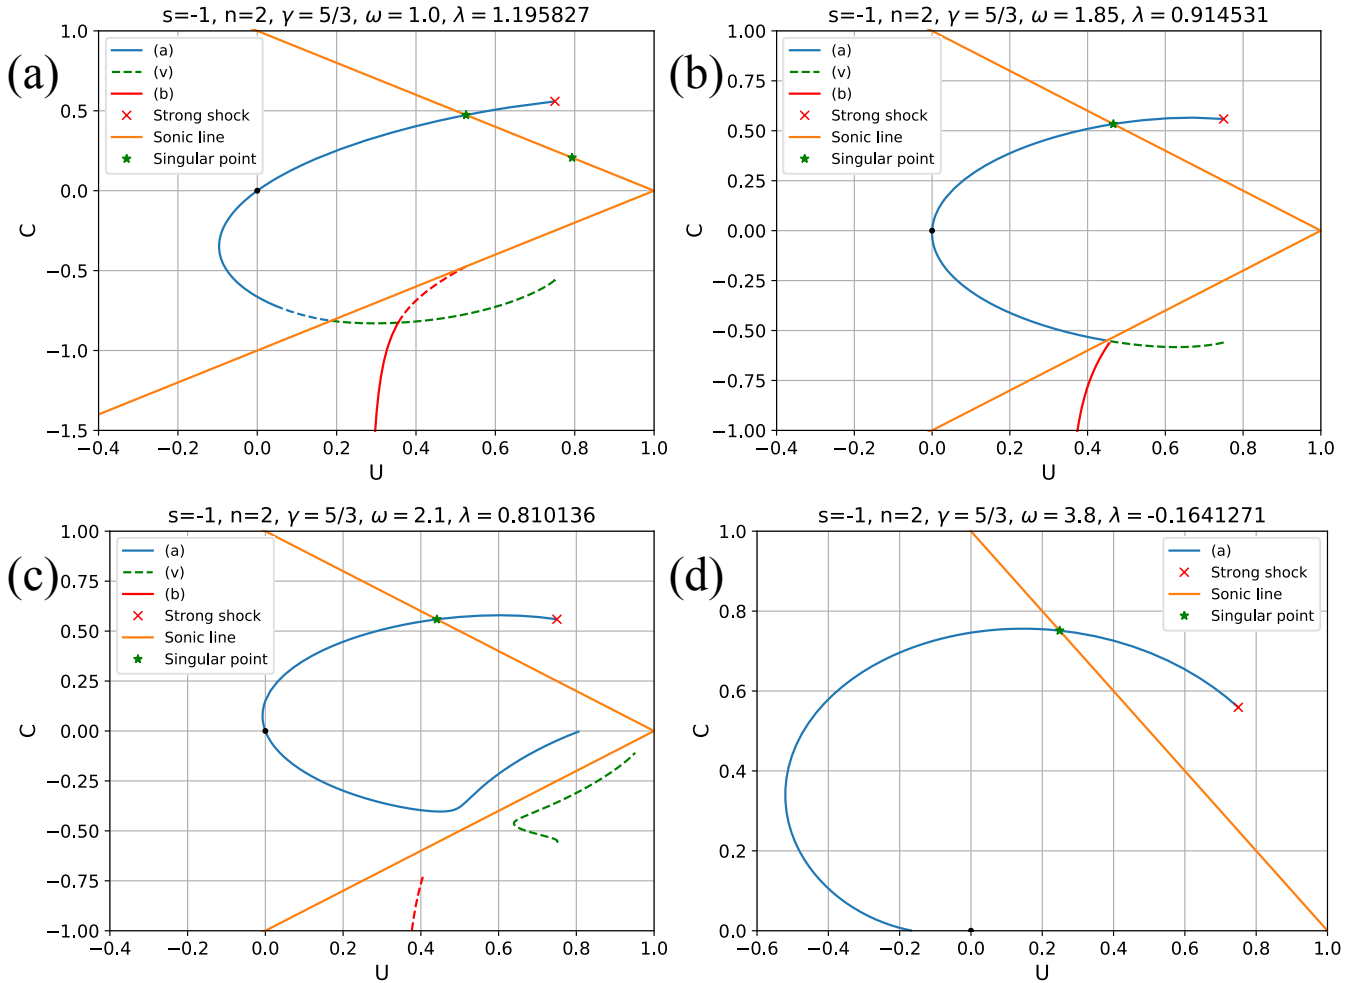 (a)
s=-1, n=2, γ = 5/3, ω = 1.0, λ = 1.195827
1.0
0.5
0.0
−0.5
−1.0
−1.5
C
(a)
(v)
(b)
Strong shock
Sonic line
Singular point
−0.4 −0.2 0.0 0.2 0.4 0.6 0.8 1.0
U
(b)
s=-1, n=2, γ = 5/3, ω = 1.85, λ = 0.914531
1.00
0.75
0.50
0.25
0.00
−0.25
−0.50
−0.75
−1.00
C
(a)
(v)
(b)
Strong shock
Sonic line
Singular point
−0.4 −0.2 0.0 0.2 0.4 0.6 0.8 1.0
U
(c)
s=-1, n=2, γ = 5/3, ω = 2.1, λ = 0.810136
1.00
0.75
0.50
0.25
0.00
−0.25
−0.50
−0.75
−1.00
C
(a)
(v)
(b)
Strong shock
Sonic line
Singular point
−0.4 −0.2 0.0 0.2 0.4 0.6 0.8 1.0
U
(d)
s=-1, n=2, γ = 5/3, ω = 3.8, λ = -0.1641271
1.0
0.8
0.6
0.4
0.2
0.0
C
(a)
Strong shock
Sonic line
Singular point
−0.6 −0.4 −0.2 0.0 0.2 0.4 0.6 0.8 1.0
U